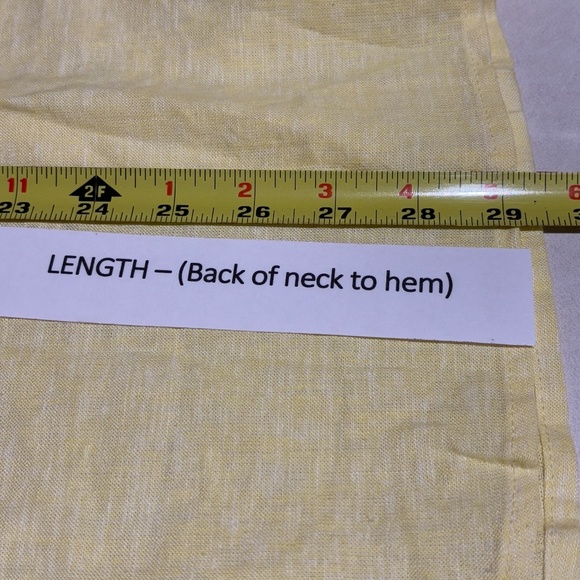 11 2F 1 2 3 4 5 6
23 24 25 26 27 28 29
LENGTH – (Back of neck to hem)